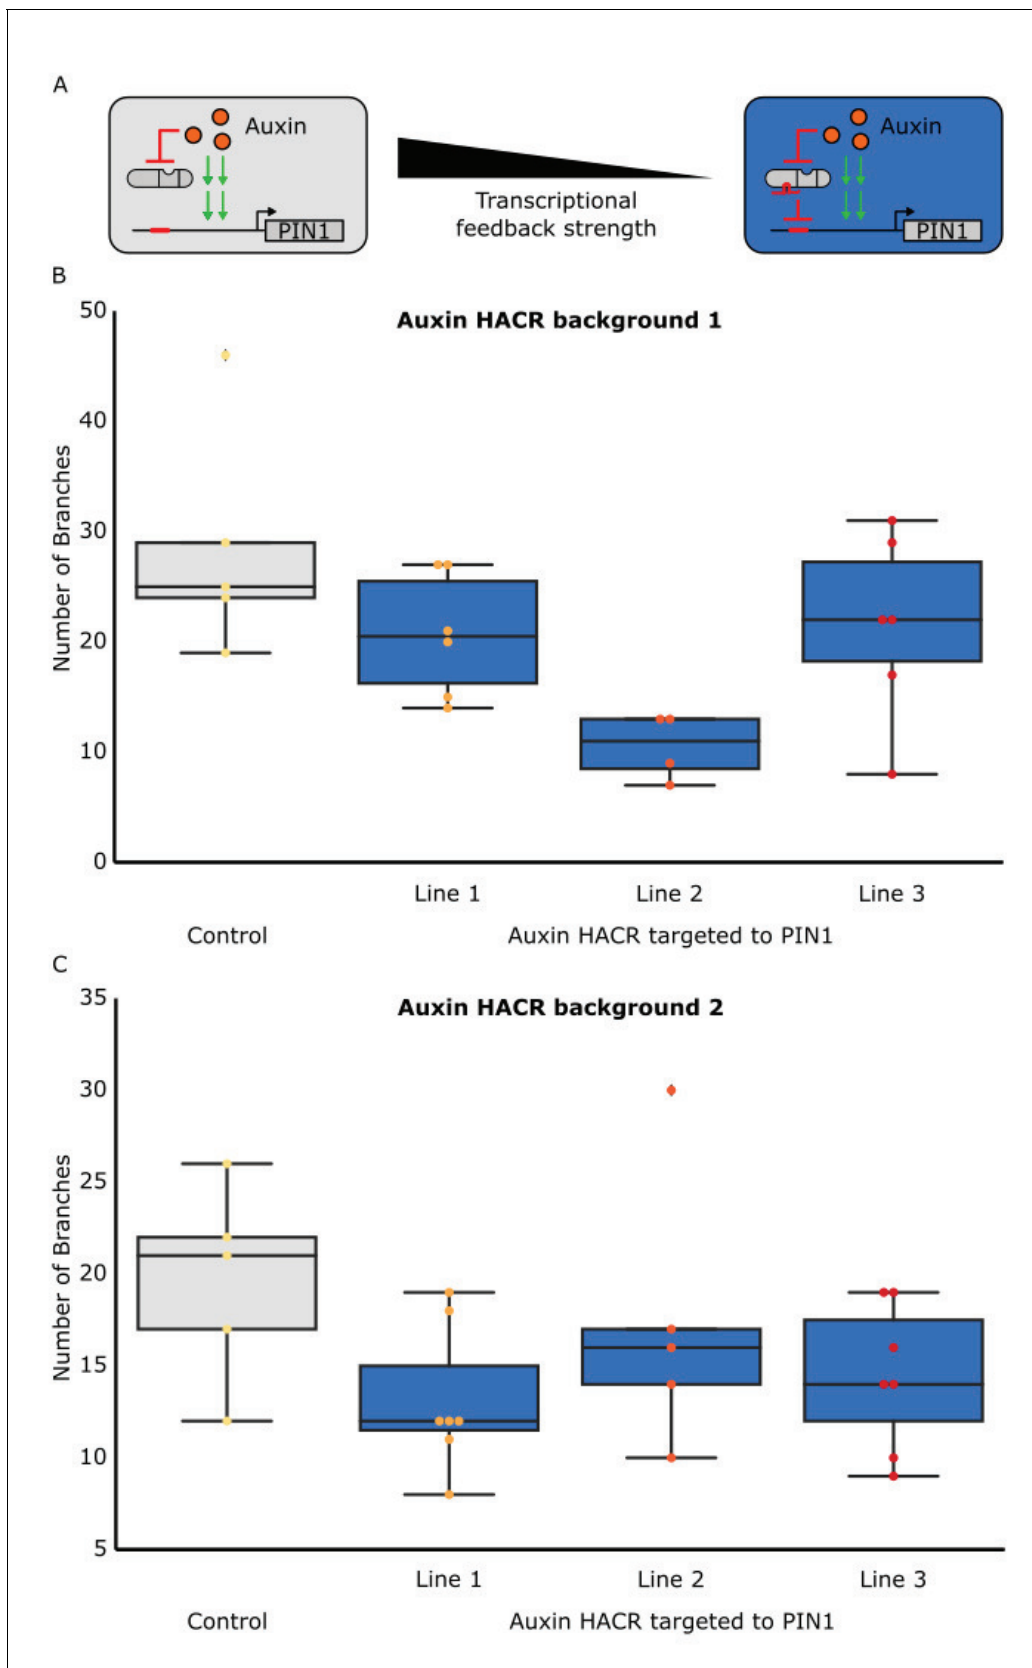 A
Auxin
PIN1
Transcriptional
feedback strength
Auxin
PIN1
B
Auxin HACR background 1
Number of Branches
50
40
30
20
10
0
Line 1
Line 2
Line 3
Control
Auxin HACR targeted to PIN1
C
Auxin HACR background 2
Number of Branches
35
30
25
20
15
10
5
Line 1
Line 2
Line 3
Control
Auxin HACR targeted to PIN1